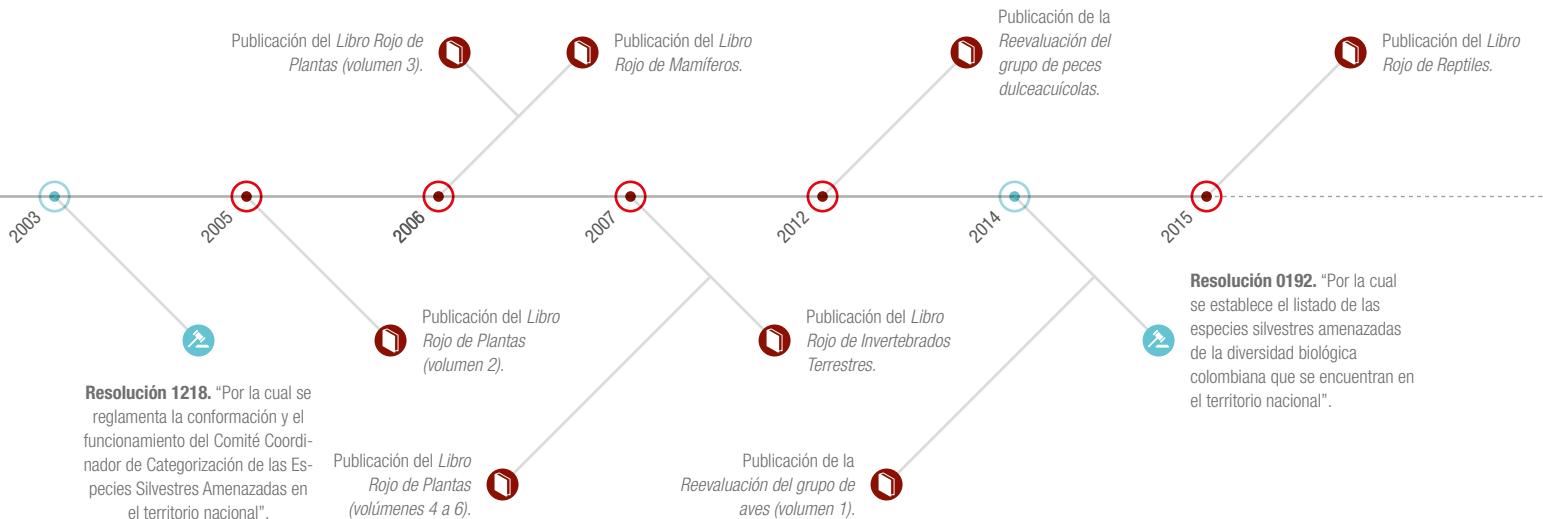 Publicación del Libro Rojo de
Plantas (volumen 3).
Publicación del Libro
Rojo de Mamíferos.
Publicación de la
Reevaluación del
grupo de peces
dulceacuícolas.
Publicación del Libro
Rojo de Reptiles.
2003
2005
2006
2007
2012
2014
2015
Resolución 1218. “Por la cual se
reglamenta la conformación y el
funcionamiento del Comité Coordi-
nador de Categorización de las Es-
pecies Silvestres Amenazadas en
el territorio nacional”.
Publicación del Libro
Rojo de Plantas
(volumen 2).
Publicación del Libro
Rojo de Plantas
(volúmenes 4 a 6).
Publicación del Libro
Rojo de Invertebrados
Terrestres.
Publicación de la
Reevaluación del grupo de
aves (volumen 1).
Resolución 0192. “Por la cual
se establece el listado de las
especies silvestres amenazadas
de la diversidad biológica
colombiana que se encuentran en
el territorio nacional”.